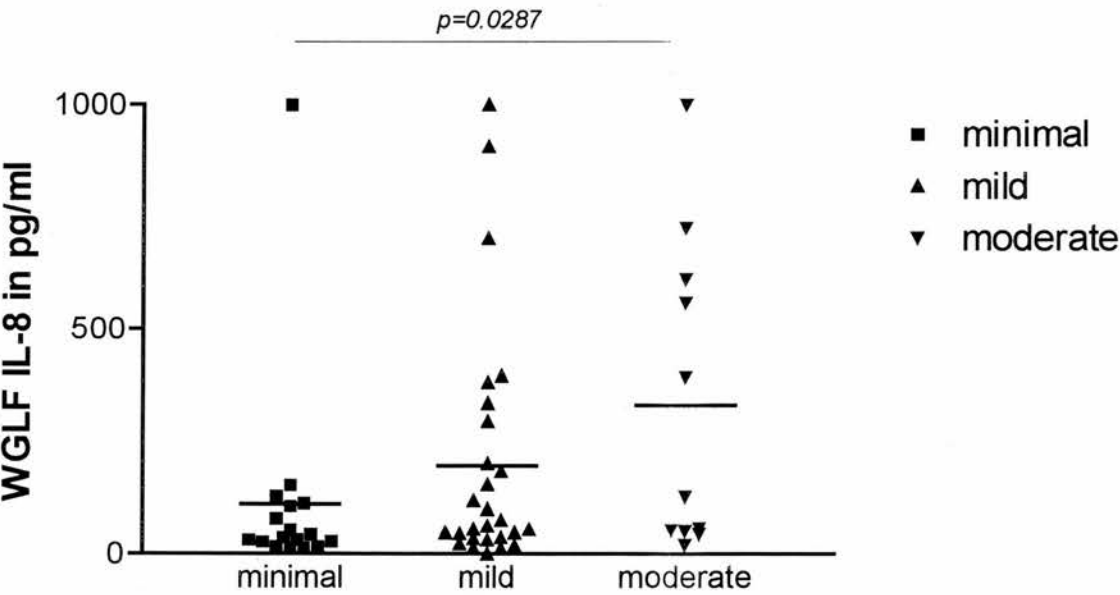 p=0.0287
1000
500
0
WGLF IL-8 in pg/ml
minimal
mild
moderate
minimal
mild
moderate